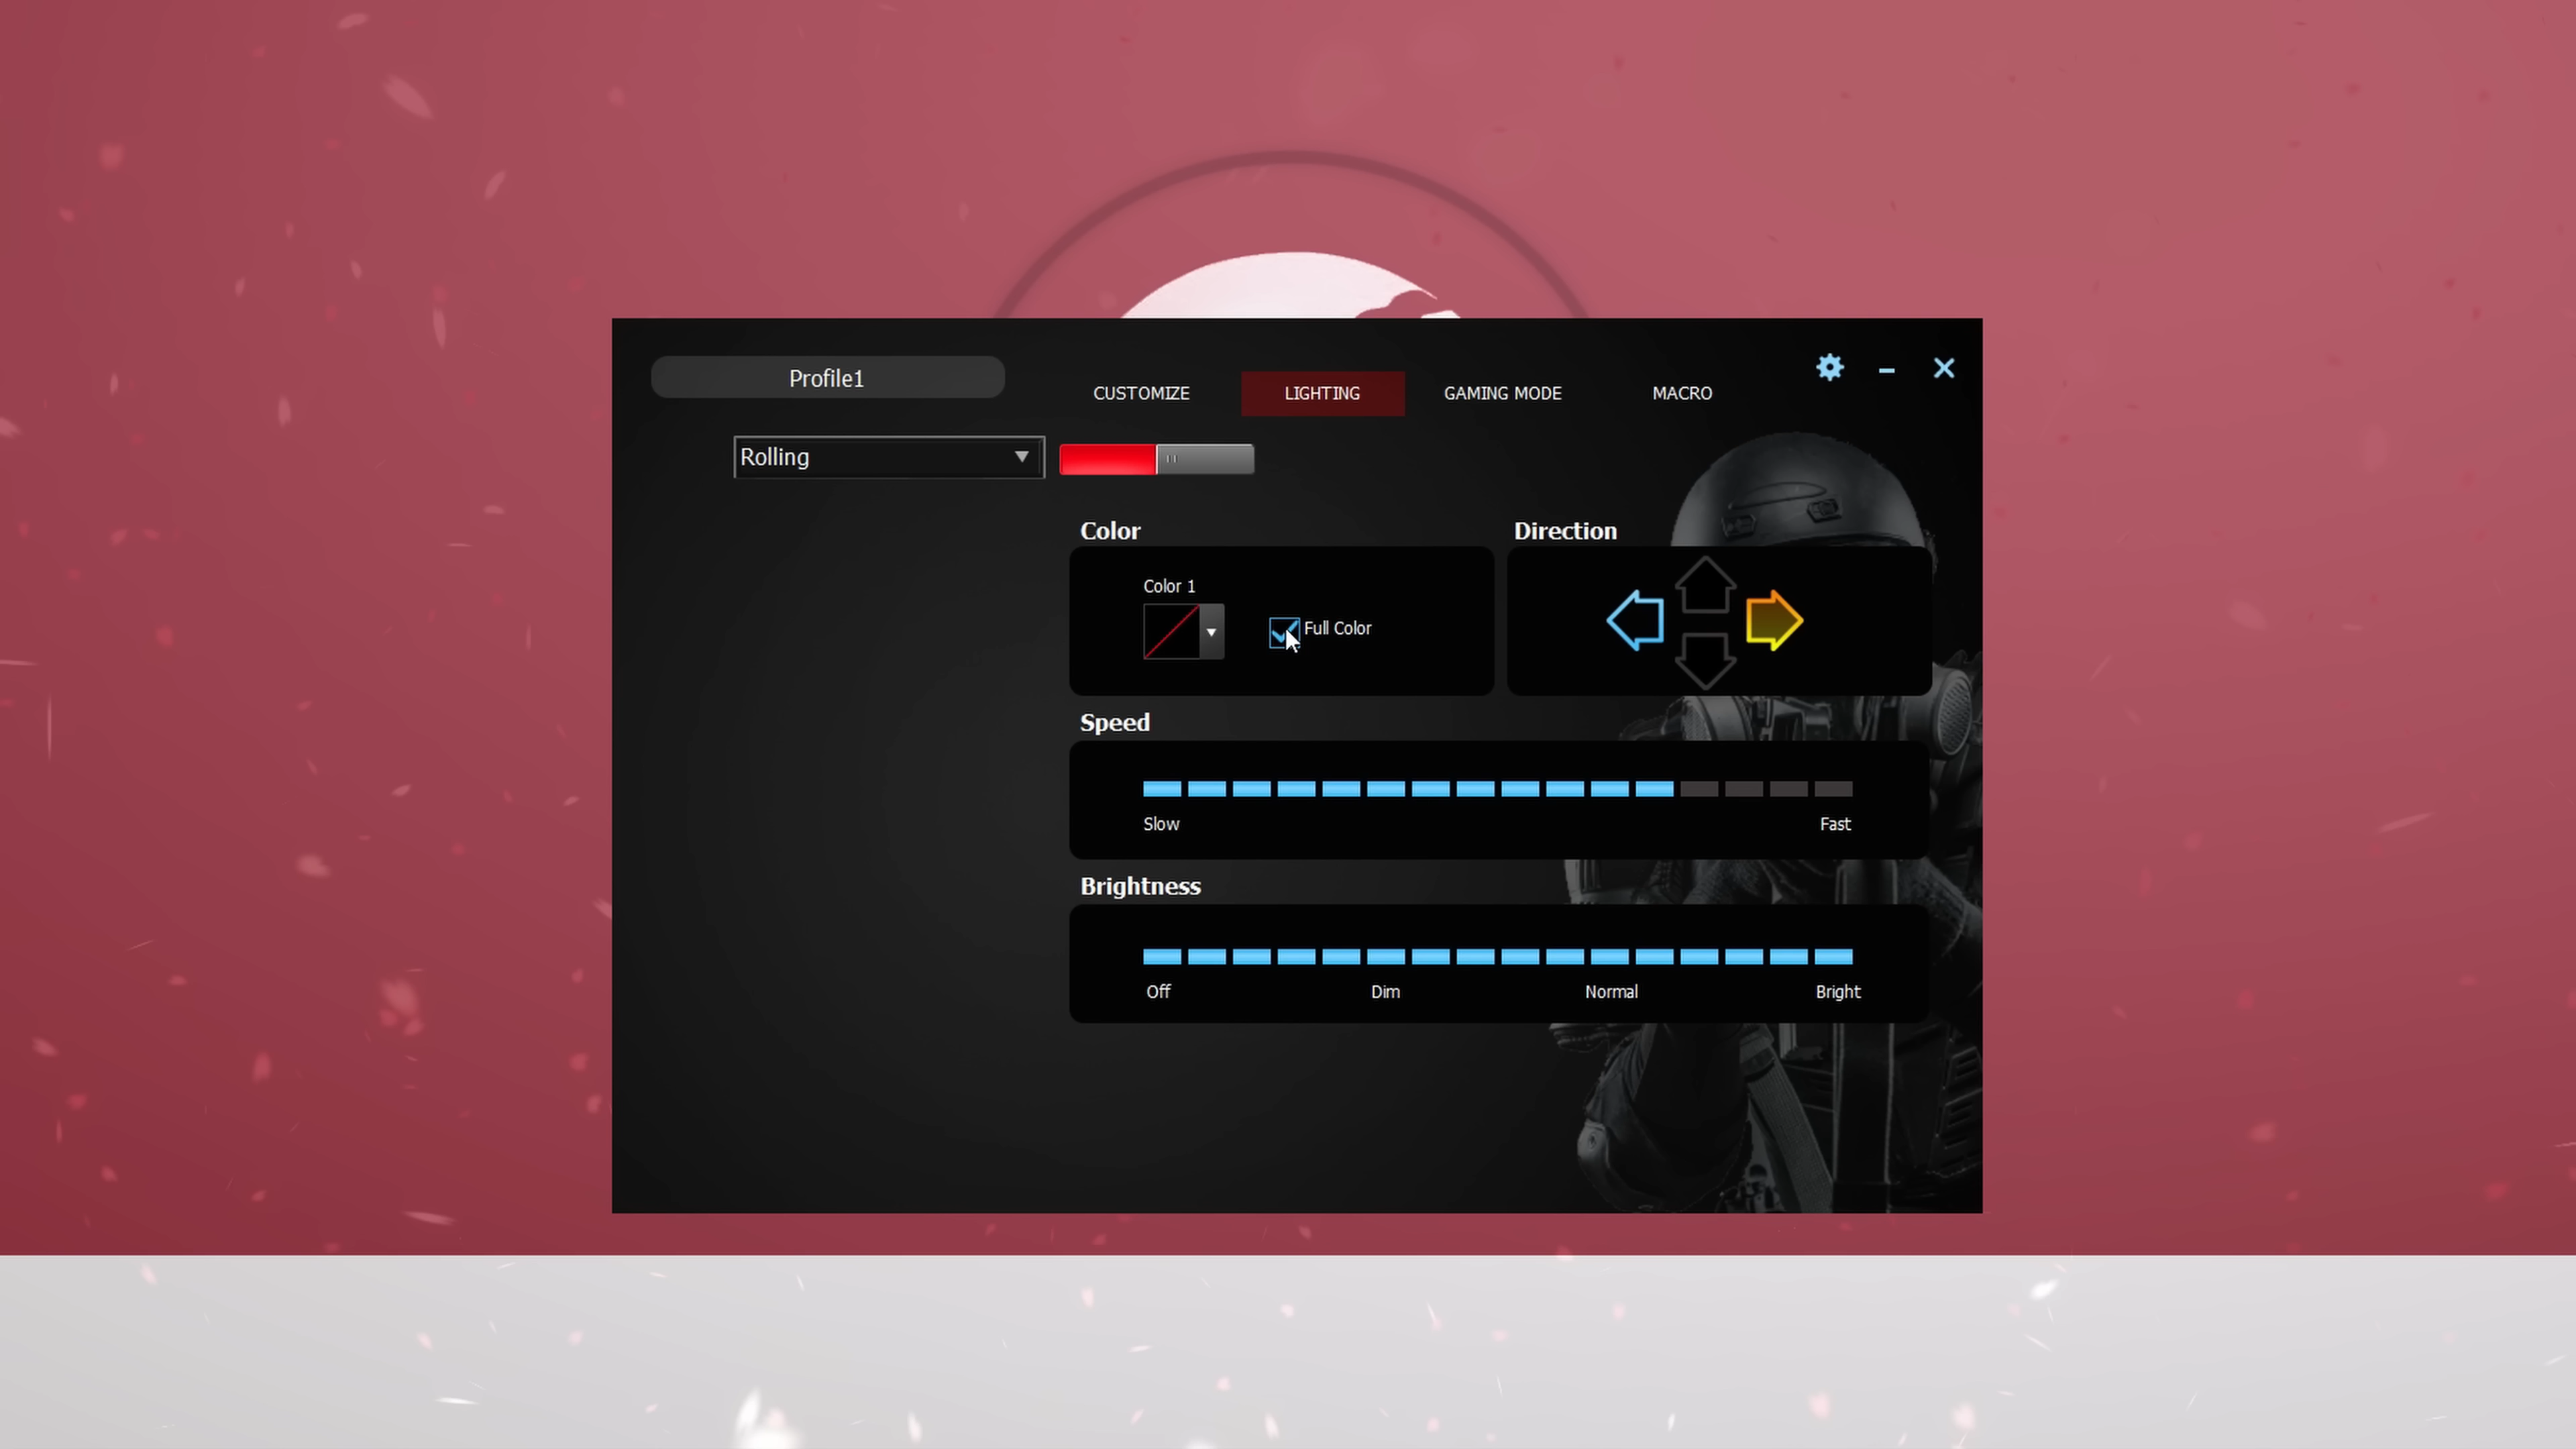 Profile1
CUSTOMIZE
LIGHTING
GAMING MODE
MACRO
Rolling
Color
Direction
Color 1
Full Color
Speed
Slow
Fast
Brightness
Off
Dim
Normal
Bright